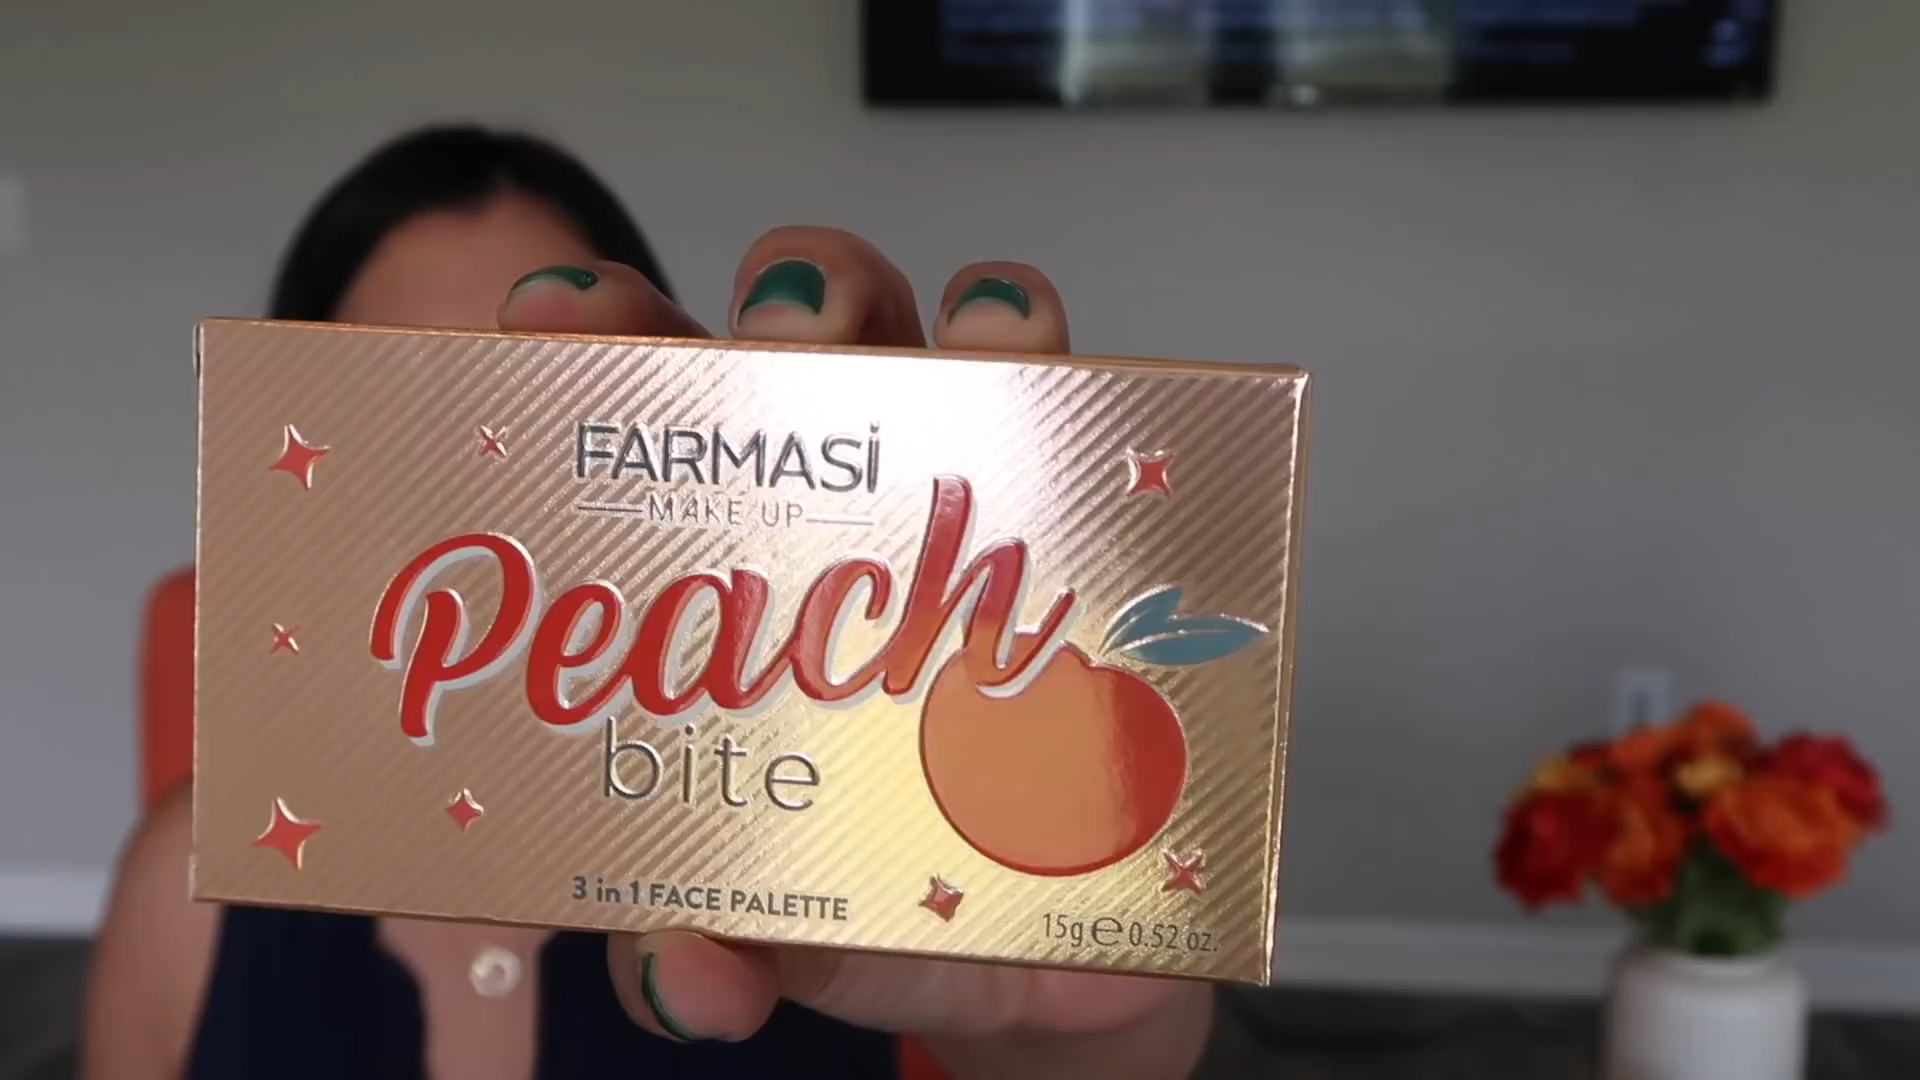 FARMASİ
MAKE UP
Peach
bite
3 in 1 FACE PALETTE
15g ℮ 0.52 oz.